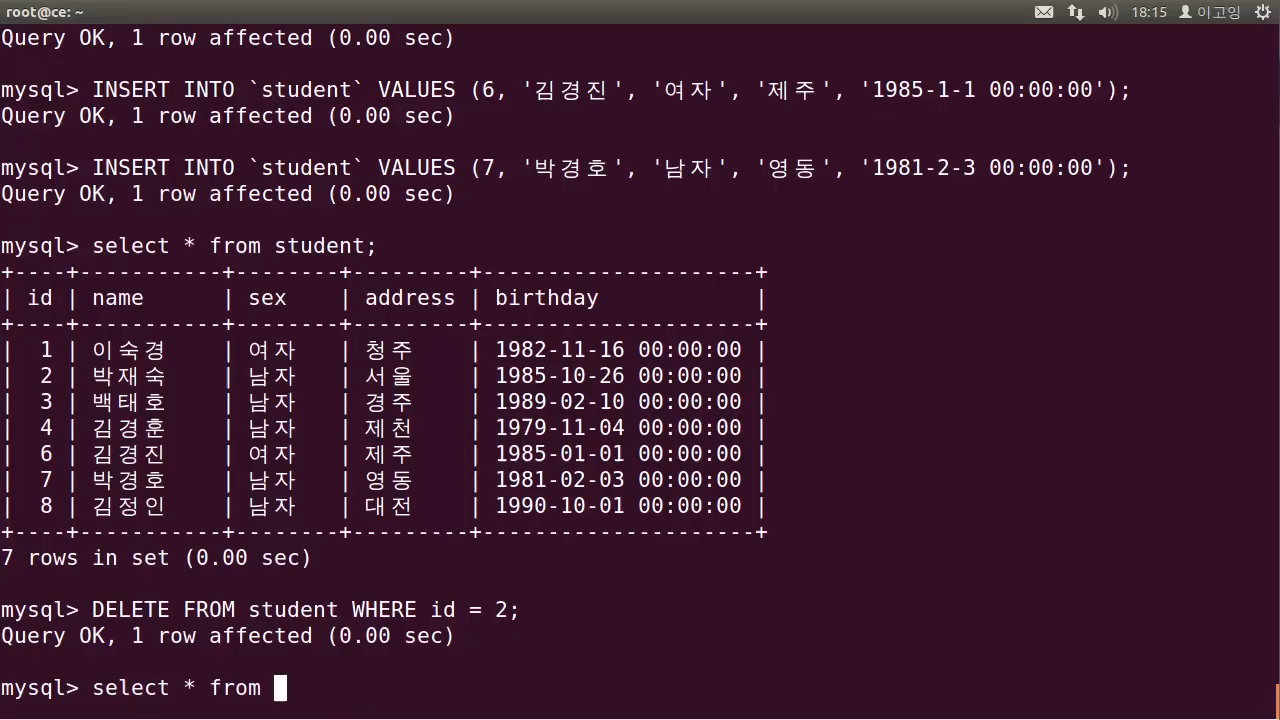 root@ce: ~ 18:15 이고잉
Query OK, 1 row affected (0.00 sec)
mysql> INSERT INTO `student` VALUES (6, '김경진', '여자', '제주', '1985-1-1 00:00:00');
Query OK, 1 row affected (0.00 sec)
mysql> INSERT INTO `student` VALUES (7, '박경호', '남자', '영동', '1981-2-3 00:00:00');
Query OK, 1 row affected (0.00 sec)
mysql> select * from student;
+----+-----------+--------+---------+---------------------+
| id | name      | sex    | address | birthday            |
+----+-----------+--------+---------+---------------------+
|  1 | 이숙경    | 여자   | 청주    | 1982-11-16 00:00:00 |
|  2 | 박재숙    | 남자   | 서울    | 1985-10-26 00:00:00 |
|  3 | 백태호    | 남자   | 경주    | 1989-02-10 00:00:00 |
|  4 | 김경훈    | 남자   | 제천    | 1979-11-04 00:00:00 |
|  6 | 김경진    | 여자   | 제주    | 1985-01-01 00:00:00 |
|  7 | 박경호    | 남자   | 영동    | 1981-02-03 00:00:00 |
|  8 | 김정인    | 남자   | 대전    | 1990-10-01 00:00:00 |
+----+-----------+--------+---------+---------------------+
7 rows in set (0.00 sec)
mysql> DELETE FROM student WHERE id = 2;
Query OK, 1 row affected (0.00 sec)
mysql> select * from